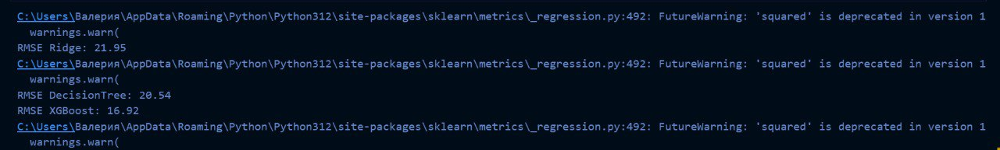 C:\Users\Валерия\AppData\Roaming\Python\Python312\site-packages\sklearn\metrics\_regression.py:492: FutureWarning: 'squared' is deprecated in version 1
warnings.warn(
RMSE Ridge: 21.95
C:\Users\Валерия\AppData\Roaming\Python\Python312\site-packages\sklearn\metrics\_regression.py:492: FutureWarning: 'squared' is deprecated in version 1
warnings.warn(
RMSE DecisionTree: 20.54
RMSE XGBoost: 16.92
C:\Users\Валерия\AppData\Roaming\Python\Python312\site-packages\sklearn\metrics\_regression.py:492: FutureWarning: 'squared' is deprecated in version 1
warnings.warn(